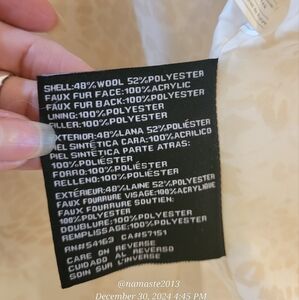 SHELL:48%WOOL 52%POLYESTER
FAUX FUR FACE:100%ACRYLIC
FAUX FUR BACK:100%POLYESTER
LINING:100%POLYESTER
FILLER:100%POLYESTER
EXTERIOR:48%LANA 52%POLIÉSTER
PIEL SINTÉTICA CARA:100%ACRÍLICO
PIEL SINTÉTICA PARTE ATRAS:
100%POLIÉSTER
FORRO:100%POLIÉSTER
RELLENO:100%POLIÉSTER
EXTÉRIEUR:48%LAINE 52%POLYESTER
FAUX FOURRURE VISAGE:100%ACRYLIQUE
FAUX FOURRURE SOUTIEN:
100%POLYESTER
DOUBLURE:100%POLYESTER
REMPLISSAGE:100%POLYESTER
RN#54163 CA#57151
CARE ON REVERSE
CUIDADO AL REVERSO
SOIN SUR L'INVERSE
@namaste2013
December 30, 2024 4:45 PM